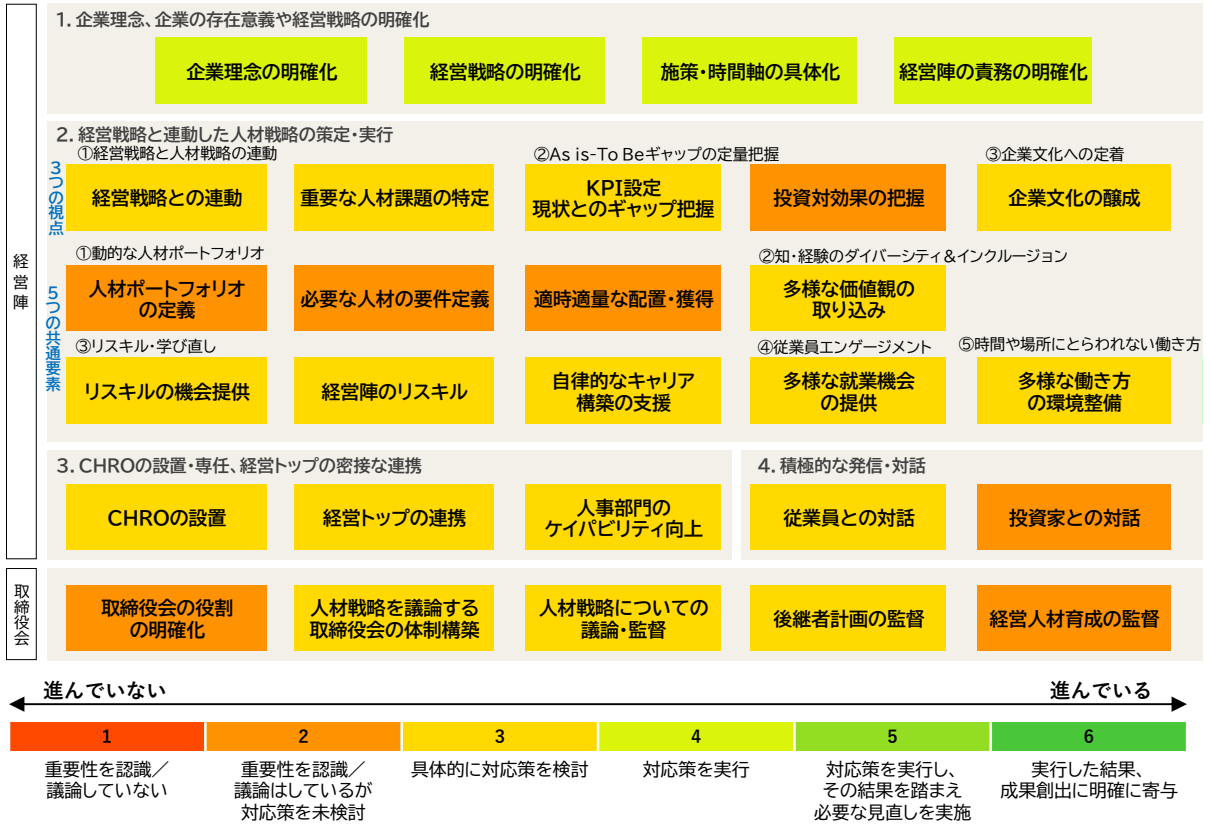 経営陣
1. 企業理念、企業の存在意義や経営戦略の明確化
企業理念の明確化
経営戦略の明確化
施策・時間軸の具体化
経営陣の責務の明確化
2. 経営戦略と連動した人材戦略の策定・実行
3つの視点
①経営戦略と人材戦略の連動
②As is-To Beギャップの定量把握
③企業文化への定着
経営戦略との連動
重要な人材課題の特定
KPI設定
現状とのギャップ把握
投資対効果の把握
企業文化の醸成
5つの共通要素
①動的な人材ポートフォリオ
②知・経験のダイバーシティ&インクルージョン
人材ポートフォリオ
の定義
必要な人材の要件定義
適時適量な配置・獲得
多様な価値観の
取り込み
③リスキル・学び直し
④従業員エンゲージメント
⑤時間や場所にとらわれない働き方
リスキルの機会提供
経営陣のリスキル
自律的なキャリア
構築の支援
多様な就業機会
の提供
多様な働き方
の環境整備
3. CHROの設置・専任、経営トップの密接な連携
CHROの設置
経営トップの連携
人事部門の
ケイパビリティ向上
4. 積極的な発信・対話
従業員との対話
投資家との対話
取締役会
取締役会の役割
の明確化
人材戦略を議論する
取締役会の体制構築
人材戦略についての
議論・監督
後継者計画の監督
経営人材育成の監督
進んでいない
進んでいる
1
2
3
4
5
6
重要性を認識／
議論していない
重要性を認識／
議論はしているが
対応策を未検討
具体的に対応策を検討
対応策を実行
対応策を実行し、
その結果を踏まえ
必要な見直しを実施
実行した結果、
成果創出に明確に寄与